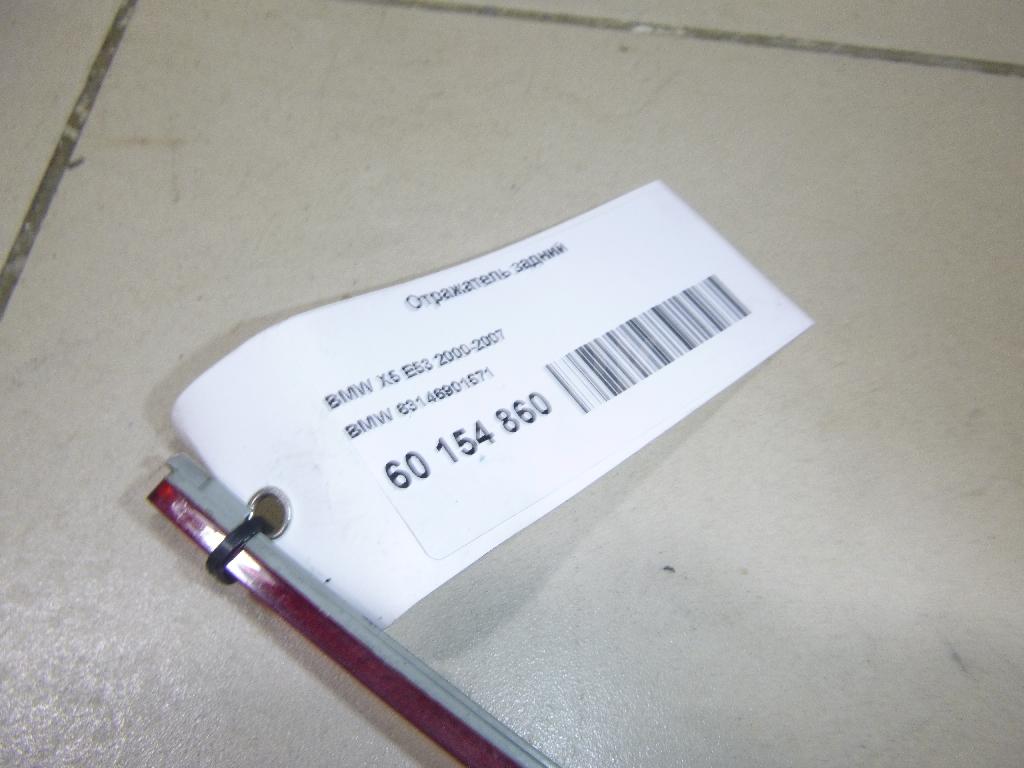 Отражатель задний
BMW X5 E53 2000-2007
BMW 63146901571
60 154 860